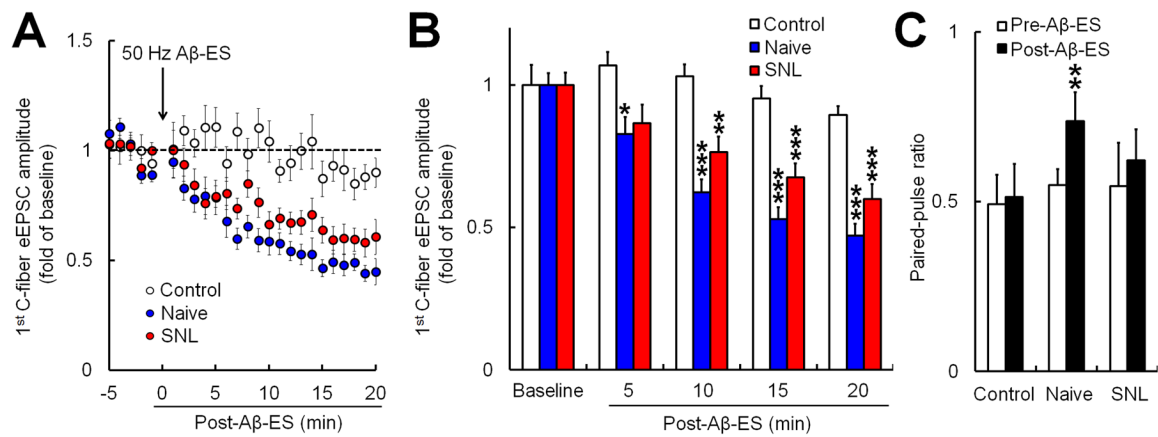 A
1st C-fiber eEPSC amplitude
(fold of baseline)
1.5
1
0.5
0
50 Hz Aβ-ES
Control
Naive
SNL
-5 0 5 10 15 20
Post-Aβ-ES (min)
B
1st C-fiber eEPSC amplitude
(fold of baseline)
1
0.5
0
Control
Naive
SNL
*
***
**
***
***
***
***
Baseline 5 10 15 20
Post-Aβ-ES (min)
C
Paired-pulse ratio
1
0.5
0
Pre-Aβ-ES
Post-Aβ-ES
**
Control Naive SNL